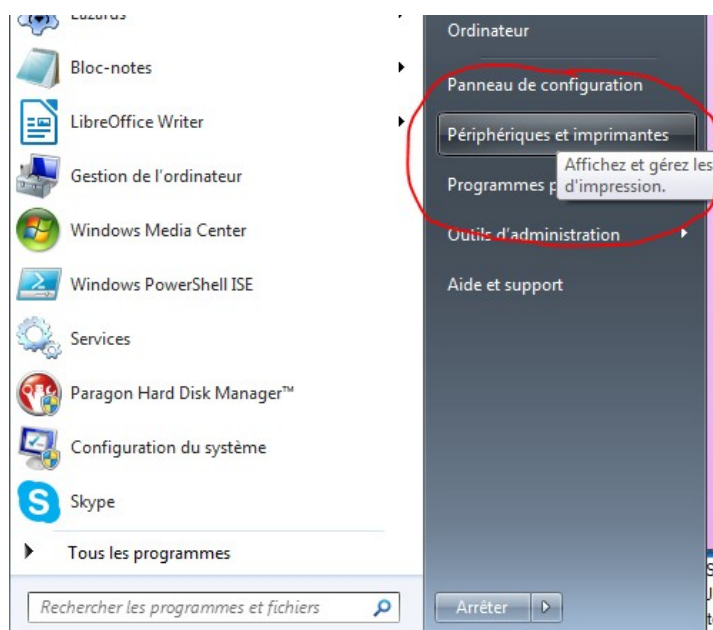 Lazarus
Bloc-notes
LibreOffice Writer
Gestion de l'ordinateur
Windows Media Center
Windows PowerShell ISE
Services
Paragon Hard Disk Manager™
Configuration du système
Skype
Tous les programmes
Rechercher les programmes et fichiers
Ordinateur
Panneau de configuration
Périphériques et imprimantes
Affichez et gérez les
d'impression.
Programmes p
Outils d'administration
Aide et support
Arrêter